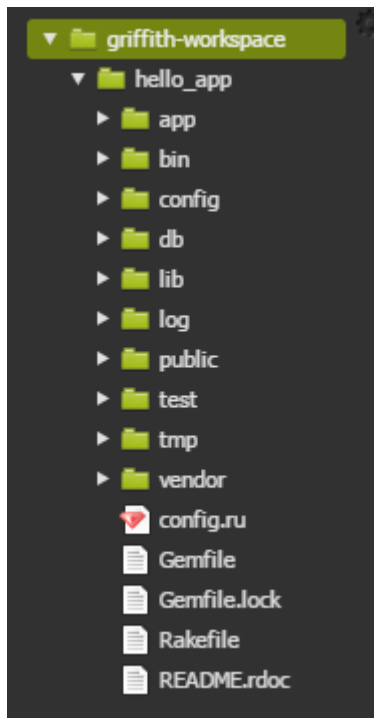 griffith-workspace
hello_app
app
bin
config
db
lib
log
public
test
tmp
vendor
config.ru
Gemfile
Gemfile.lock
Rakefile
README.rdoc